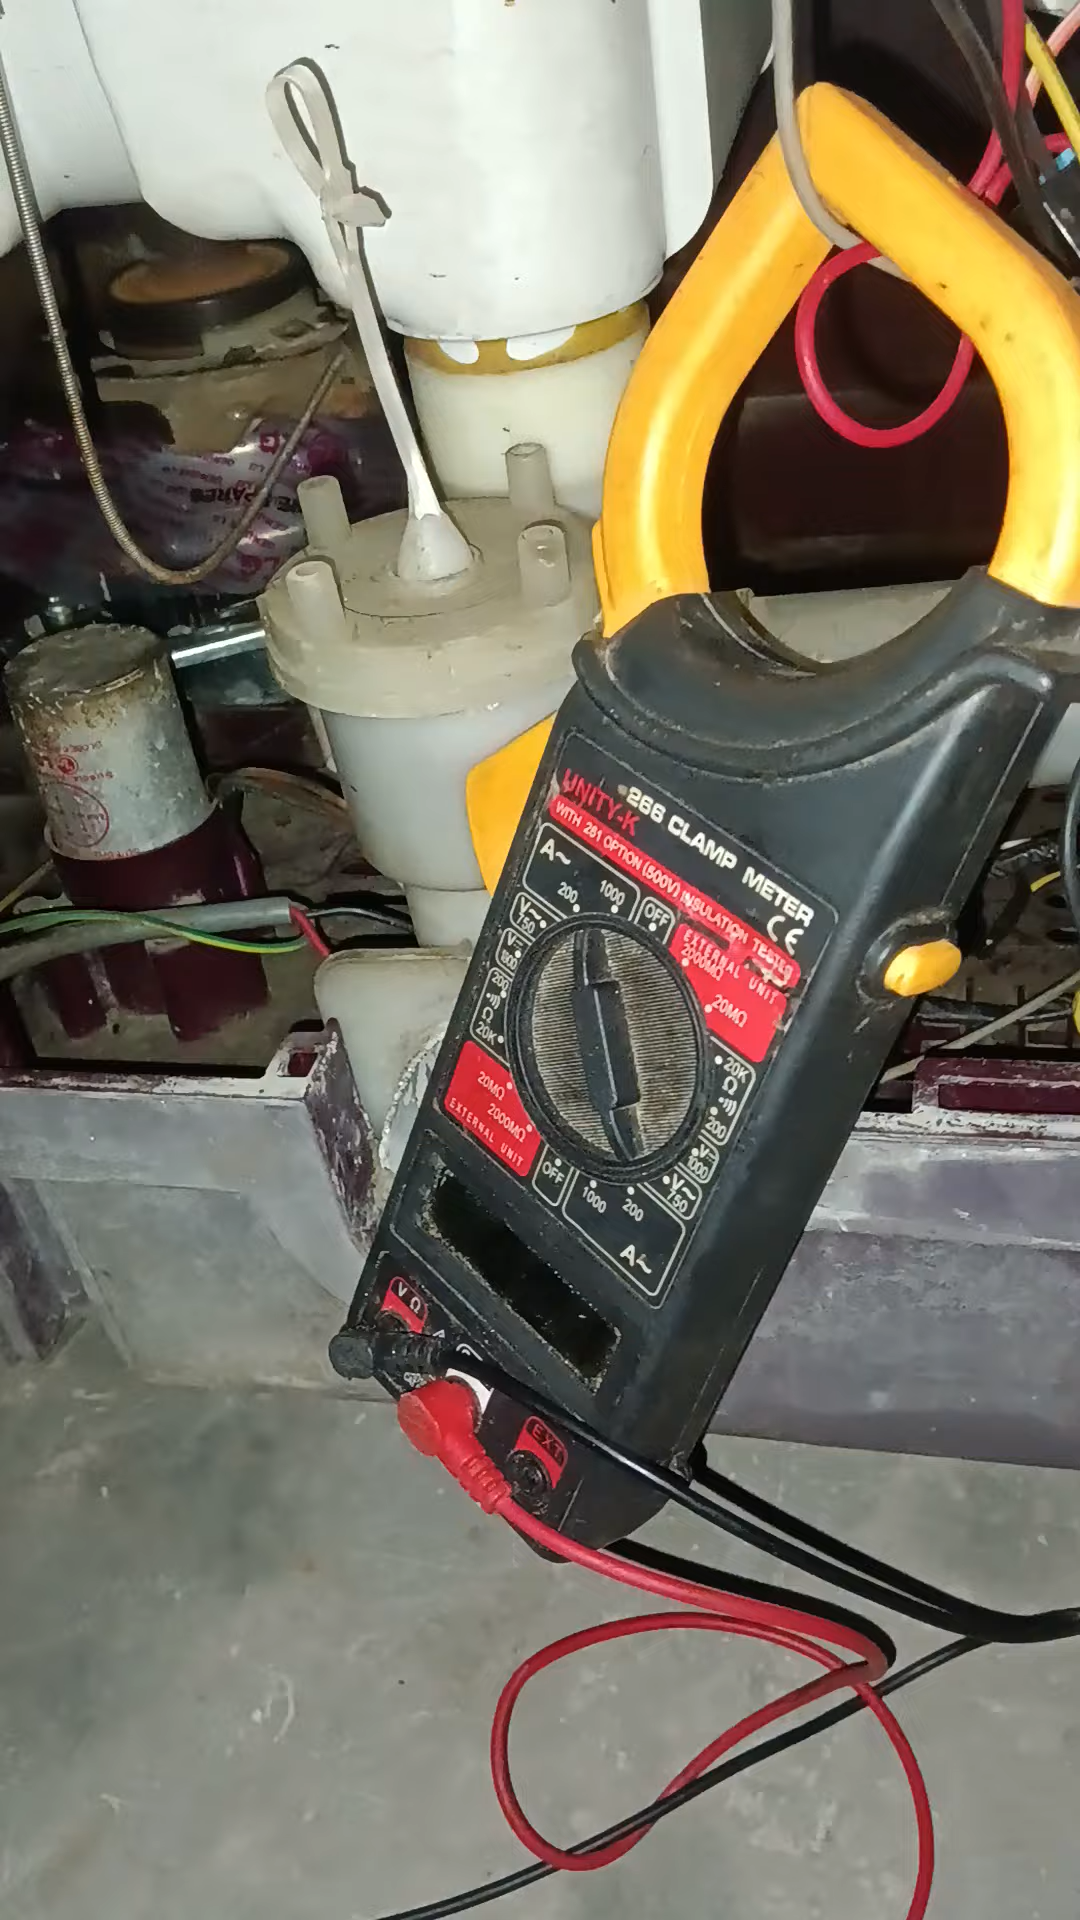 UNITY-K
266 CLAMP METER
WITH 261 OPTION (500V) INSULATION TESTER
CE
A~
200
1000
OFF
EXTERNAL UNIT
2000MΩ
20MΩ
V~
750
V
1000
200
Ω
20K
20K
Ω
200
V
1000
V~
750
20MΩ
2000MΩ
EXTERNAL UNIT
OFF
1000
200
A~
V Ω
EXT
SPARES